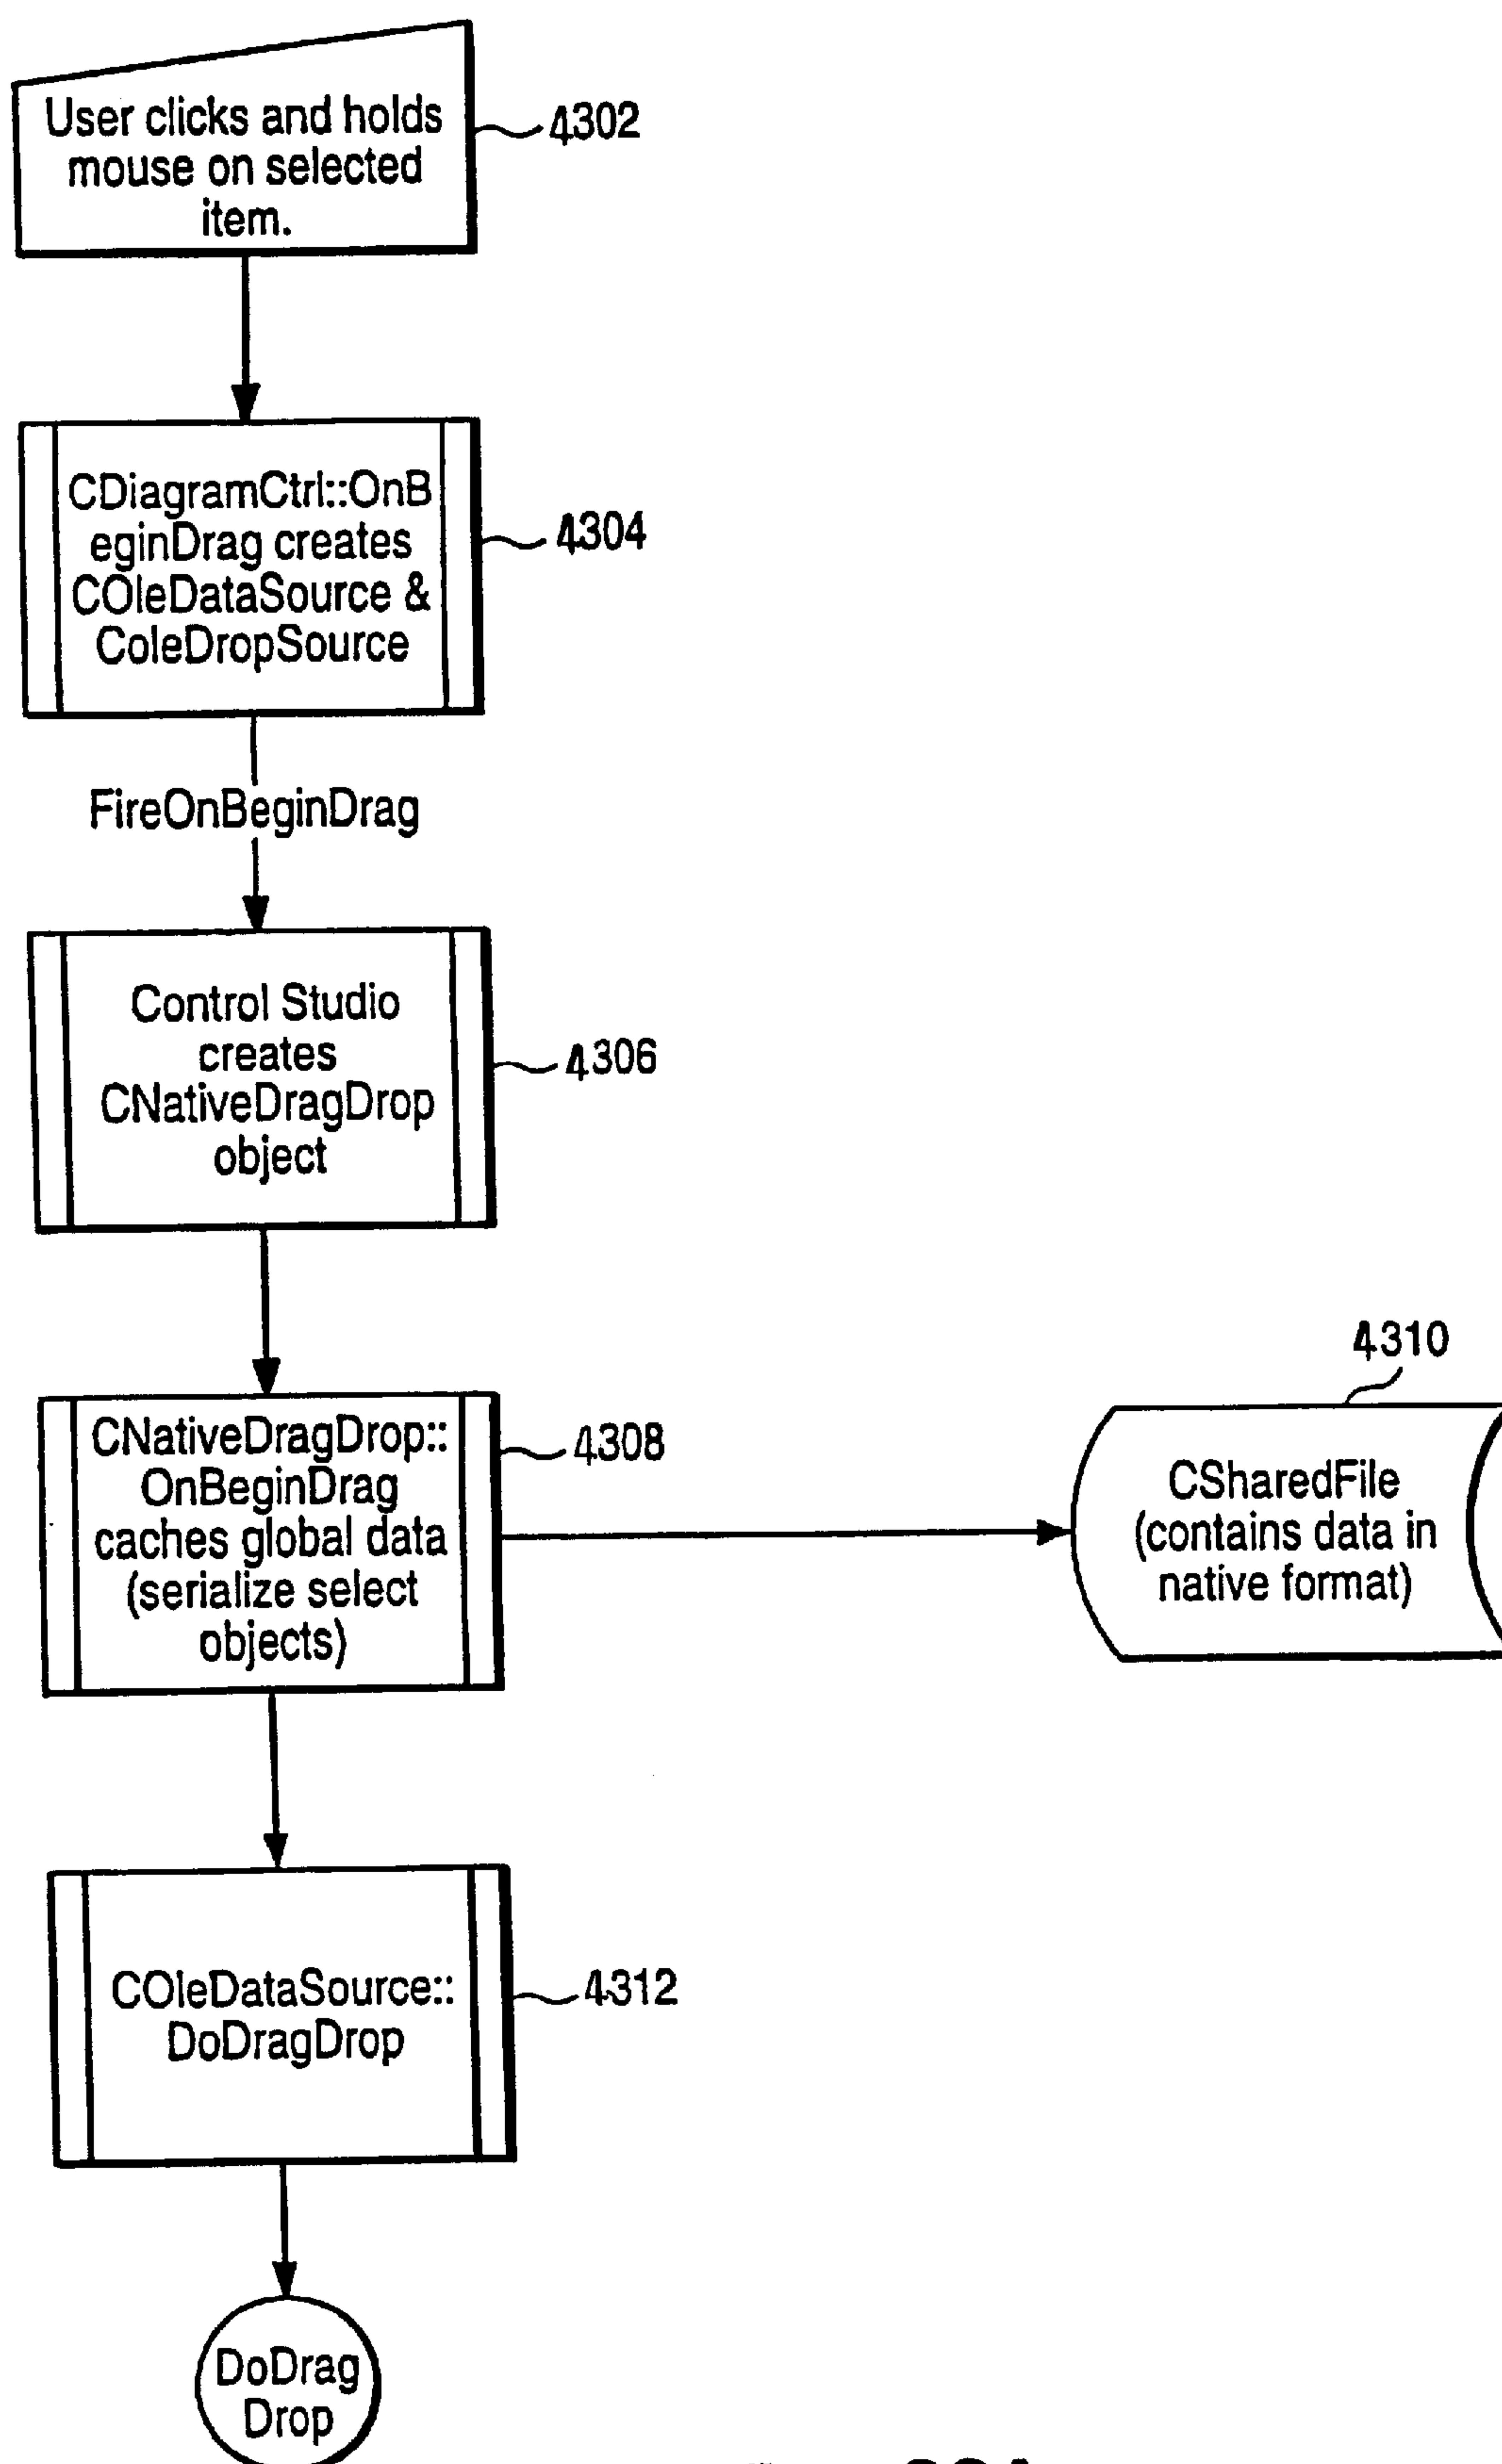 User clicks and holds
mouse on selected
item.
4302
CDiagramCtrl::OnB
eginDrag creates
COleDataSource &
ColeDropSource
4304
FireOnBeginDrag
Control Studio
creates
CNativeDragDrop
object
4306
CNativeDragDrop::
OnBeginDrag
caches global data
(serialize select
objects)
4308
4310
CSharedFile
(contains data in
native format)
COleDataSource::
DoDragDrop
4312
DoDrag
Drop